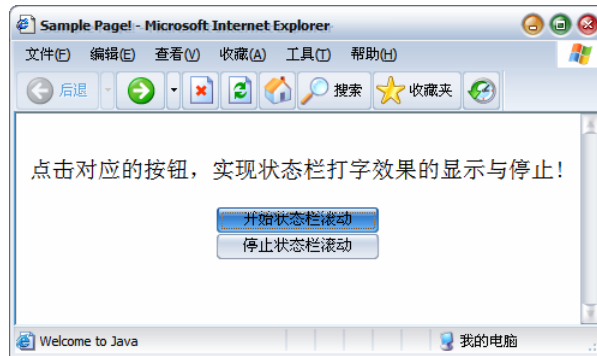 Sample Page! - Microsoft Internet Explorer
文件(F) 编辑(E) 查看(V) 收藏(A) 工具(T) 帮助(H)
后退 搜索 收藏夹
点击对应的按钮，实现状态栏打字效果的显示与停止！
开始状态栏滚动
停止状态栏滚动
Welcome to Java 我的电脑